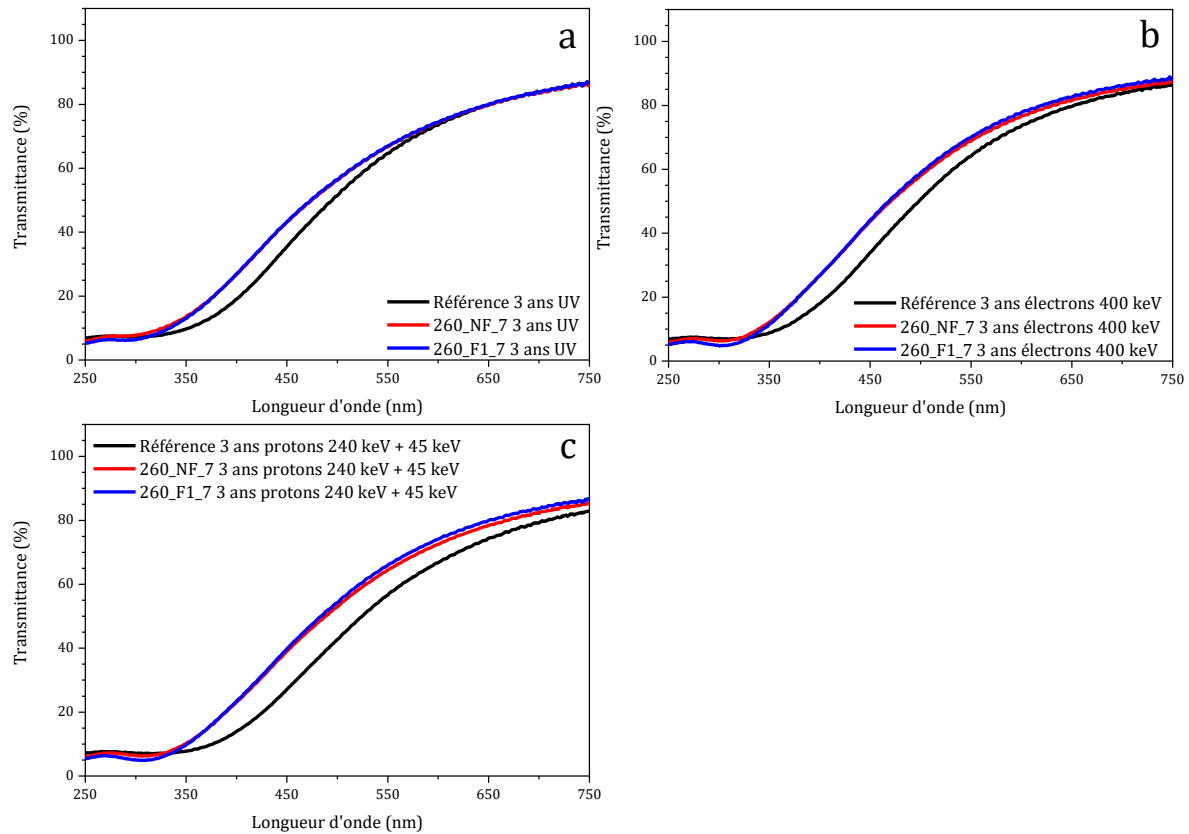 a
100
80
60
40
20
0
Transmittance (%)
Référence 3 ans UV
260_NF_7 3 ans UV
260_F1_7 3 ans UV
250 350 450 550 650 750
Longueur d'onde (nm)
b
100
80
60
40
20
0
Transmittance (%)
Référence 3 ans électrons 400 keV
260_NF_7 3 ans électrons 400 keV
260_F1_7 3 ans électrons 400 keV
250 350 450 550 650 750
Longueur d'onde (nm)
c
100
80
60
40
20
0
Transmittance (%)
Référence 3 ans protons 240 keV + 45 keV
260_NF_7 3 ans protons 240 keV + 45 keV
260_F1_7 3 ans protons 240 keV + 45 keV
250 350 450 550 650 750
Longueur d'onde (nm)